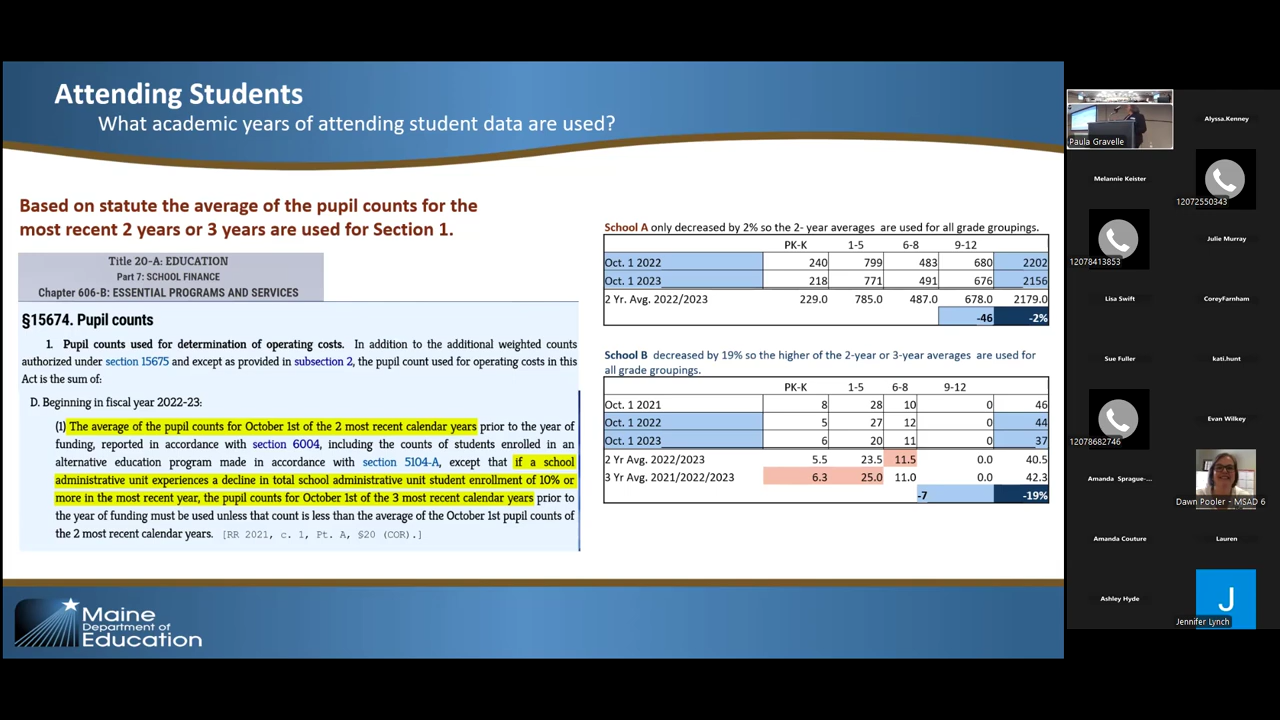 Attending Students
What academic years of attending student data are used?
Based on statute the average of the pupil counts for the
most recent 2 years or 3 years are used for Section 1.
Title 20-A: EDUCATION
Part 7: SCHOOL FINANCE
Chapter 606-B: ESSENTIAL PROGRAMS AND SERVICES
§15674. Pupil counts
1. Pupil counts used for determination of operating costs. In addition to the additional weighted counts
authorized under section 15675 and except as provided in subsection 2, the pupil count used for operating costs in this
Act is the sum of:
D. Beginning in fiscal year 2022-23:
(1) The average of the pupil counts for October 1st of the 2 most recent calendar years prior to the year of
funding, reported in accordance with section 6004, including the counts of students enrolled in an
alternative education program made in accordance with section 5104-A, except that if a school
administrative unit experiences a decline in total school administrative unit student enrollment of 10% or
more in the most recent year, the pupil counts for October 1st of the 3 most recent calendar years prior to
the year of funding must be used unless that count is less than the average of the October 1st pupil counts of
the 2 most recent calendar years. [RR 2021, c. 1, Pt. A, §20 (COR).]
School A only decreased by 2% so the 2- year averages are used for all grade groupings.
PK-K 1-5 6-8 9-12
Oct. 1 2022 240 799 483 680 2202
Oct. 1 2023 218 771 491 676 2156
2 Yr. Avg. 2022/2023 229.0 785.0 487.0 678.0 2179.0
-46 -2%
School B decreased by 19% so the higher of the 2-year or 3-year averages are used for
all grade groupings.
PK-K 1-5 6-8 9-12
Oct. 1 2021 8 28 10 0 46
Oct. 1 2022 5 27 12 0 44
Oct. 1 2023 6 20 11 0 37
2 Yr Avg. 2022/2023 5.5 23.5 11.5 0.0 40.5
3 Yr Avg. 2021/2022/2023 6.3 25.0 11.0 0.0 42.3
-7 -19%
Maine
Department of
Education
Paula Gravelle
Alyssa.Kenney
Melannie Keister
12072550343
12078413853
Julie Murray
Lisa Swift
CoreyFarnham
Sue Fuller
kati.hunt
12078682746
Evan Wilkey
Amanda Sprague-...
Dawn Pooler - MSAD 6
Amanda Couture
Lauren
Ashley Hyde
J
Jennifer Lynch